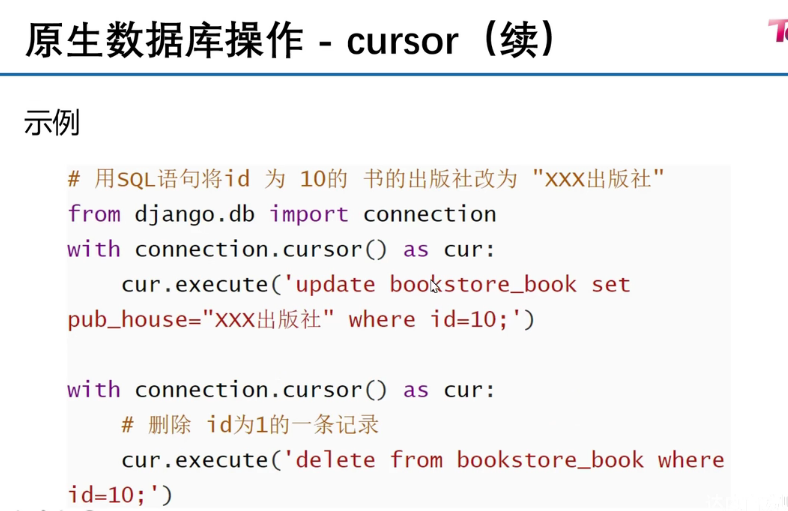 原生数据库操作 - cursor（续）
示例
# 用SQL语句将id 为 10的 书的出版社改为 "XXX出版社"
from django.db import connection
with connection.cursor() as cur:
    cur.execute('update bookstore_book set
pub_house="XXX出版社" where id=10;')
with connection.cursor() as cur:
    # 删除 id为1的一条记录
    cur.execute('delete from bookstore_book where
id=10;')